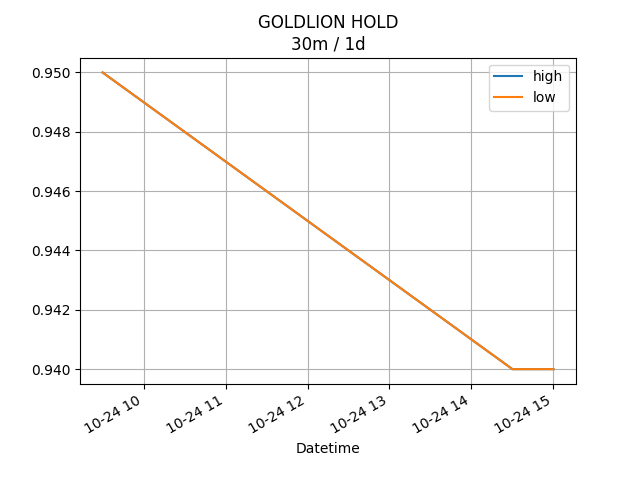 GOLDLION HOLD
30m / 1d
high
low
0.950
0.948
0.946
0.944
0.942
0.940
10-24 10
10-24 11
10-24 12
10-24 13
10-24 14
10-24 15
Datetime